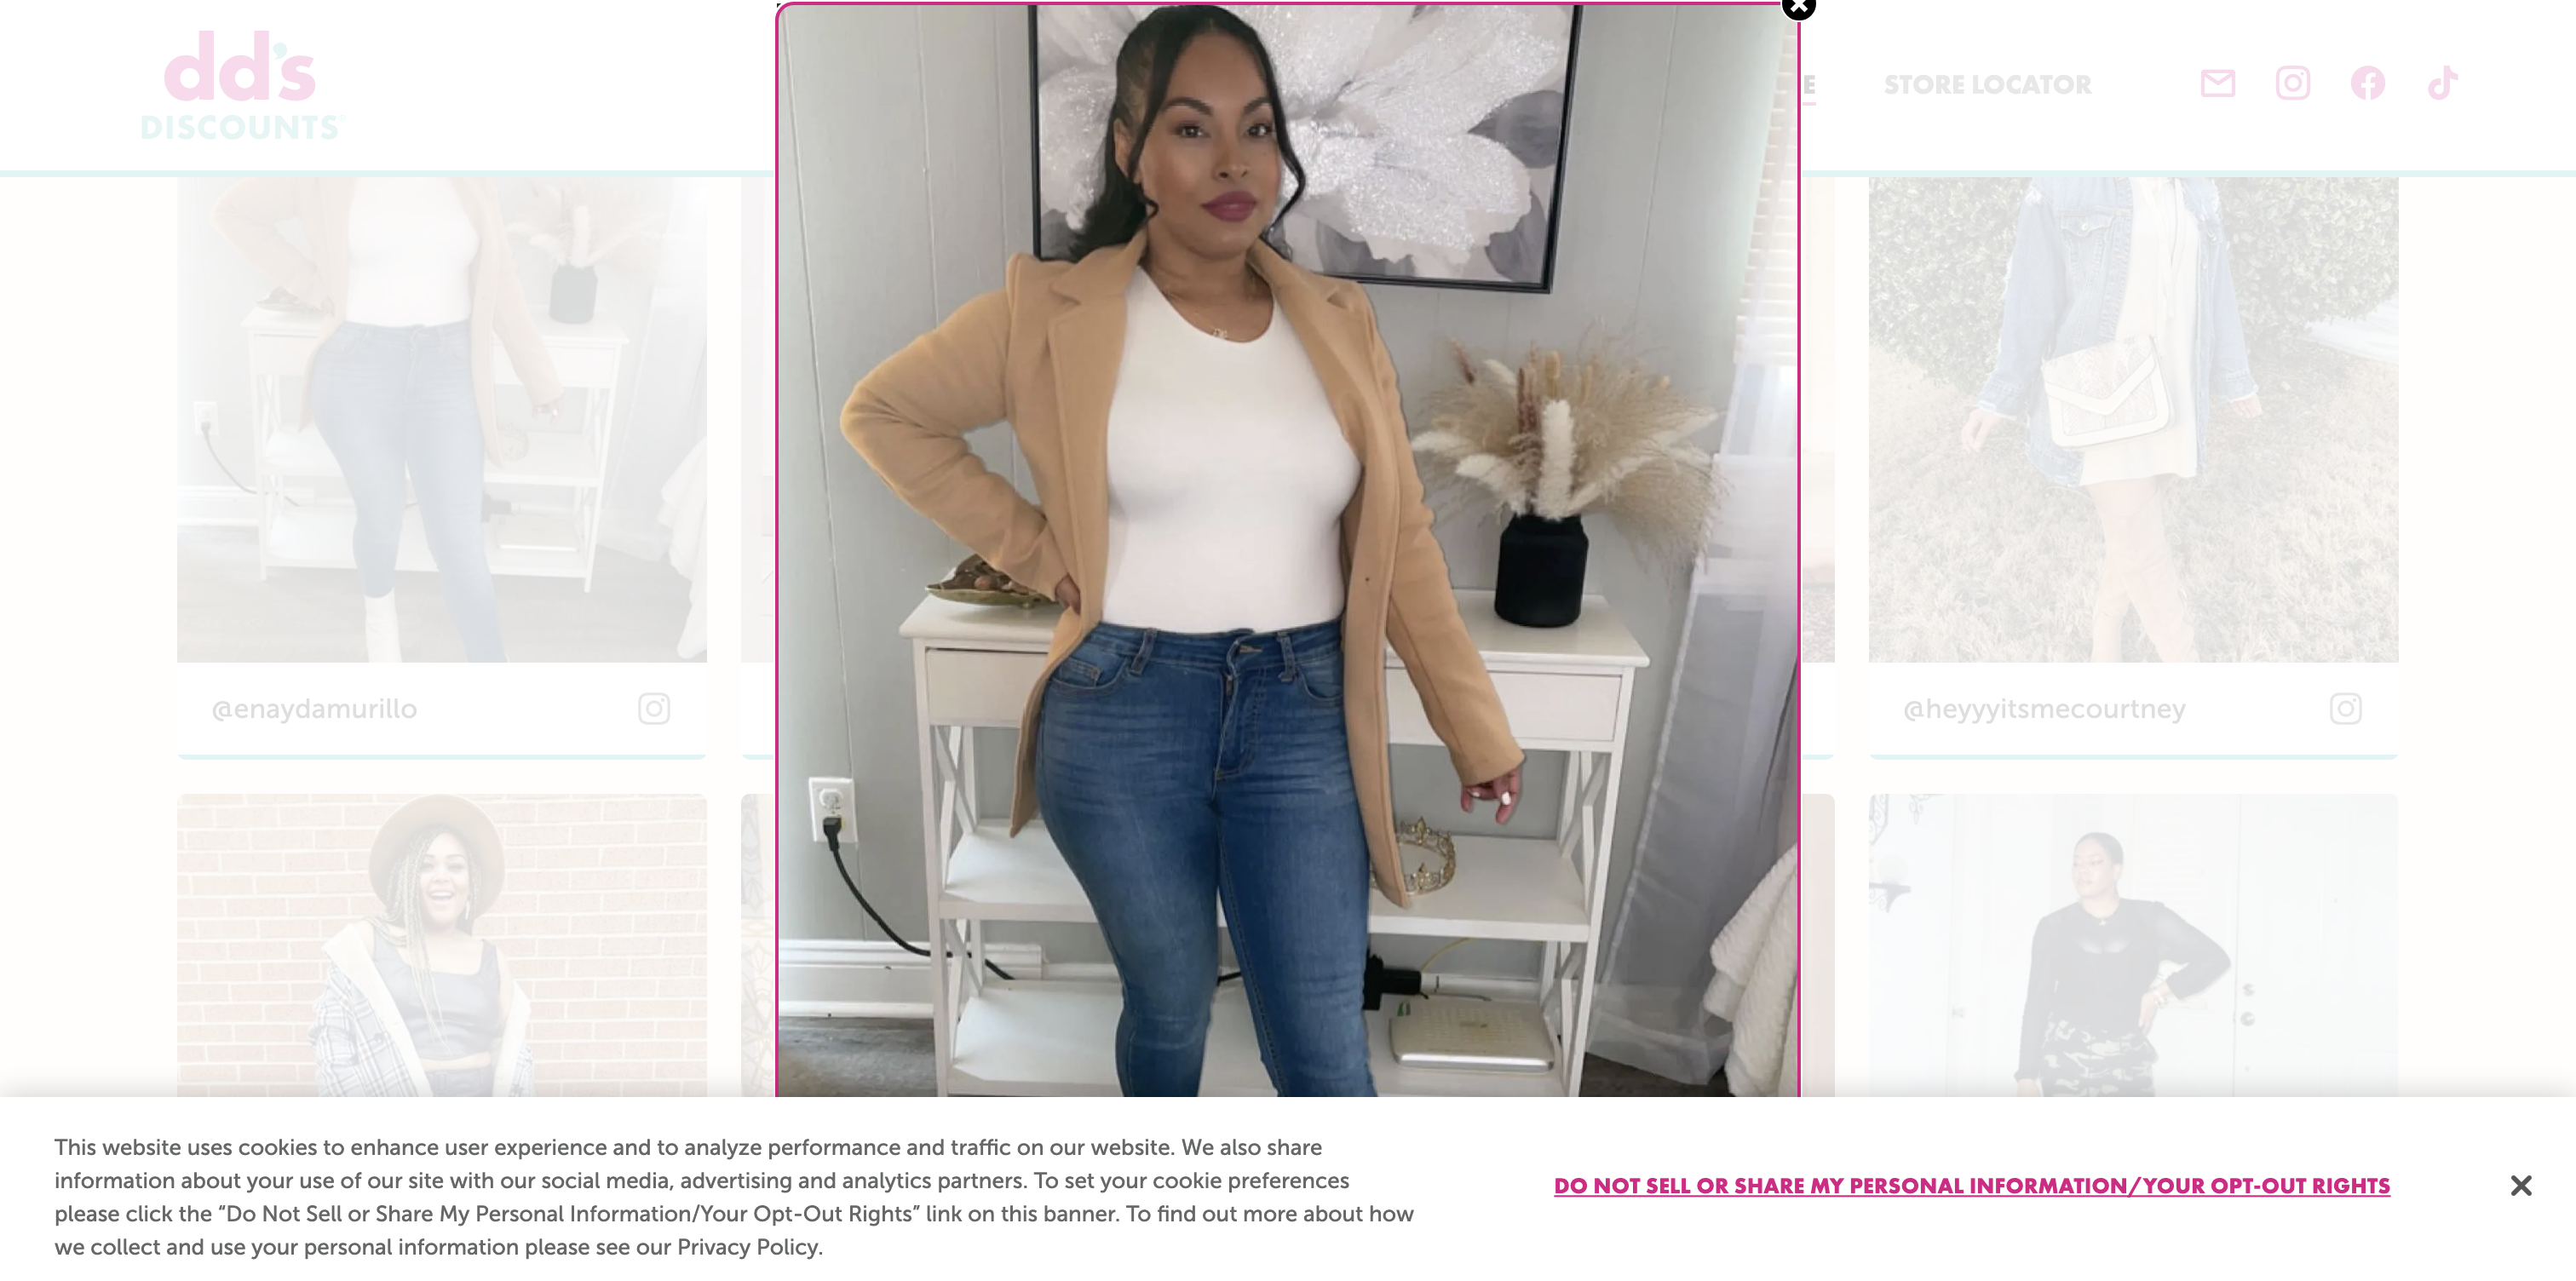 dd's
DISCOUNTS®
E
STORE LOCATOR
@enaydamurillo
@heyyyitsmecourtney
This website uses cookies to enhance user experience and to analyze performance and traffic on our website. We also share
information about your use of our site with our social media, advertising and analytics partners. To set your cookie preferences
please click the “Do Not Sell or Share My Personal Information/Your Opt-Out Rights” link on this banner. To find out more about how
we collect and use your personal information please see our Privacy Policy.
DO NOT SELL OR SHARE MY PERSONAL INFORMATION/YOUR OPT-OUT RIGHTS